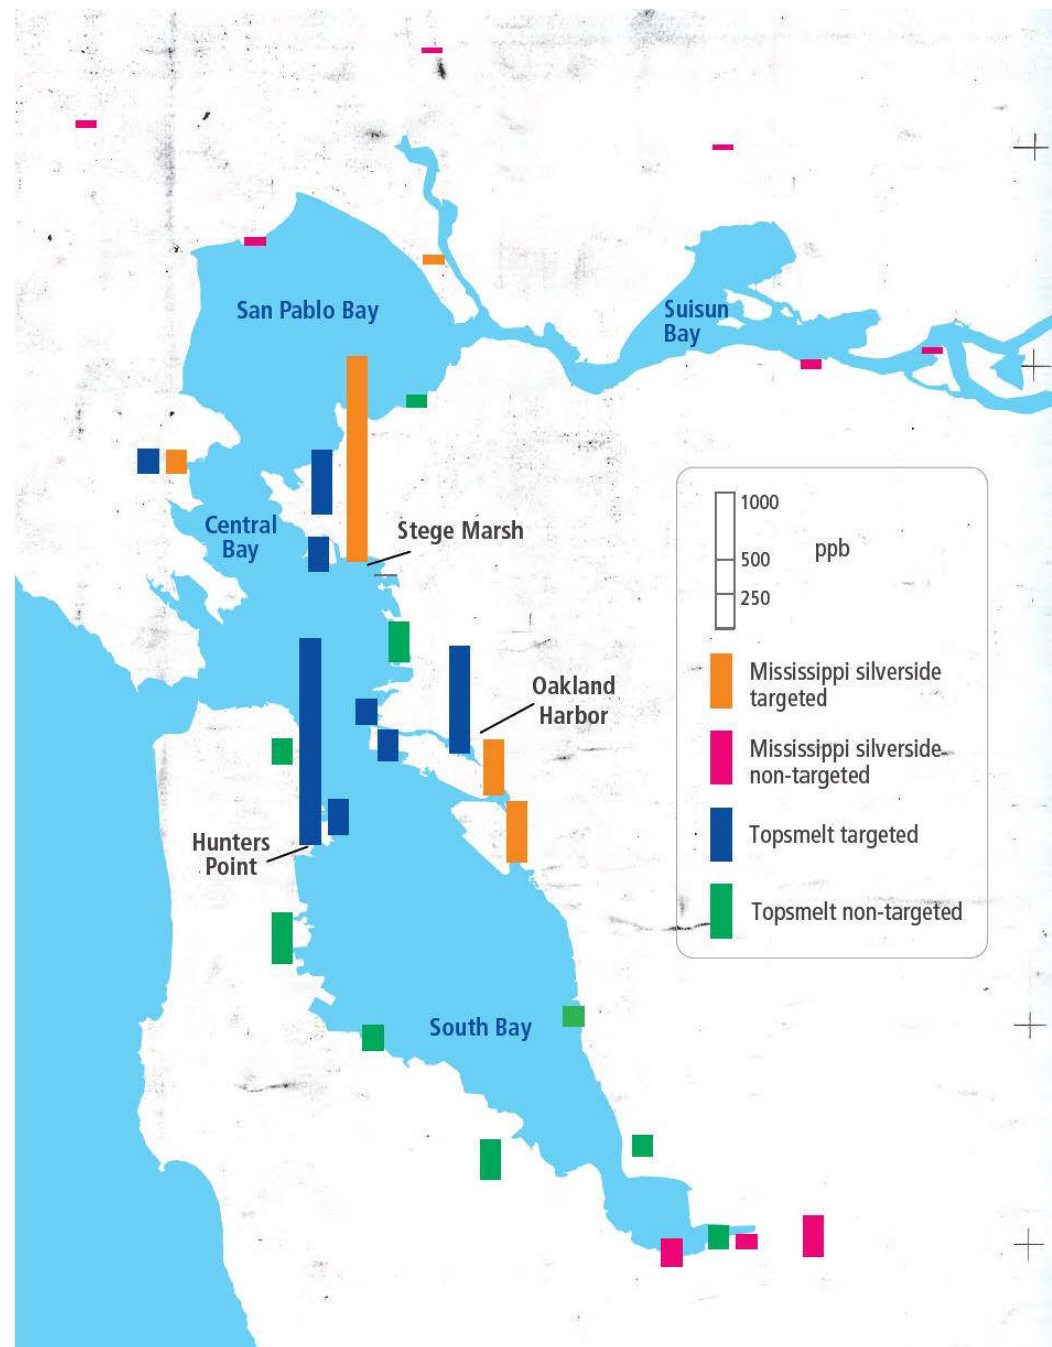 San Pablo Bay
Suisun
Bay
Central
Bay
Stege Marsh
Oakland
Harbor
Hunters
Point
South Bay
1000
500
250
ppb
Mississippi silverside
targeted
Mississippi silverside
non-targeted
Topsmelt targeted
Topsmelt non-targeted